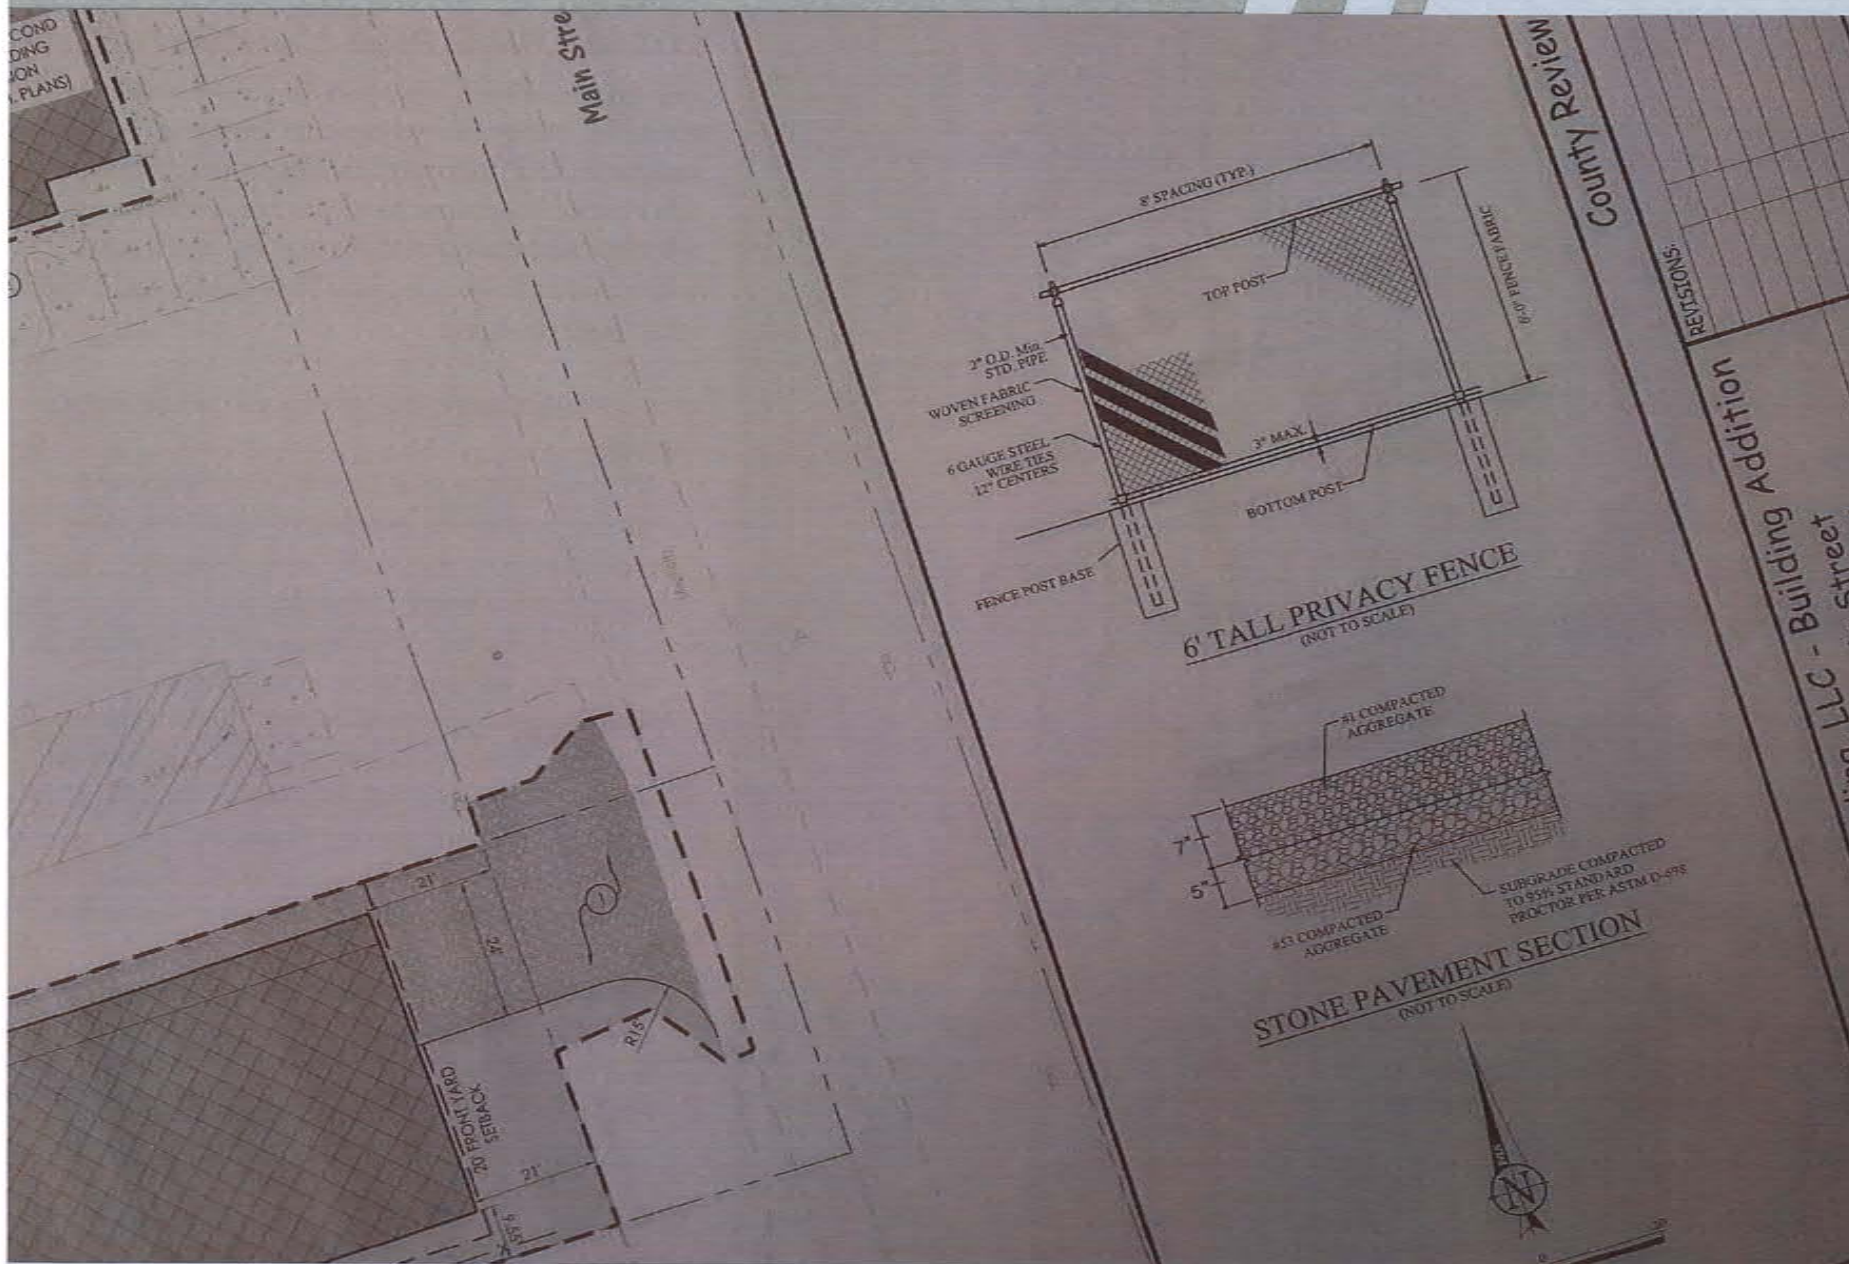 COND
DING
ION
PLANS)
Main Stre
21'
24'
R15'
20' FRONT YARD
SETBACK
21'
8' SPACING (TYP.)
TOP POST
6'-0" FENCE FABRIC
2" O.D. Min.
STD. PIPE
WOVEN FABRIC
SCREENING
6 GAUGE STEEL
WIRE TIES
12" CENTERS
3" MAX.
BOTTOM POST
FENCE POST BASE
6' TALL PRIVACY FENCE
(NOT TO SCALE)
#1 COMPACTED
AGGREGATE
7"
5"
SUBGRADE COMPACTED
TO 95% STANDARD
PROCTOR PER ASTM D-698
#53 COMPACTED
AGGREGATE
STONE PAVEMENT SECTION
(NOT TO SCALE)
N
0
County Review
REVISIONS:
Building Addition
LLC -
Street